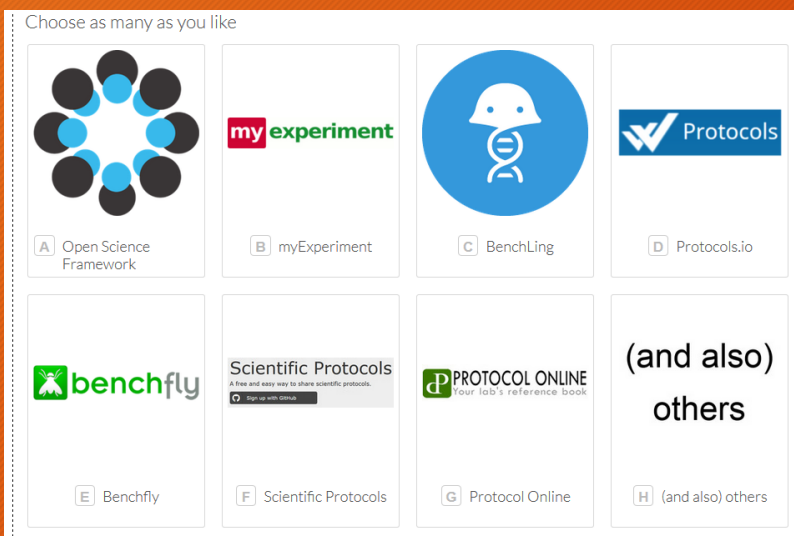 Choose as many as you like
my experiment
Protocols
A Open Science
Framework
B myExperiment
C BenchLing
D Protocols.io
benchfly
Scientific Protocols
A free and easy way to share scientific protocols.
Sign up with GitHub
PROTOCOL ONLINE
Your lab's reference book
(and also)
others
E Benchfly
F Scientific Protocols
G Protocol Online
H (and also) others